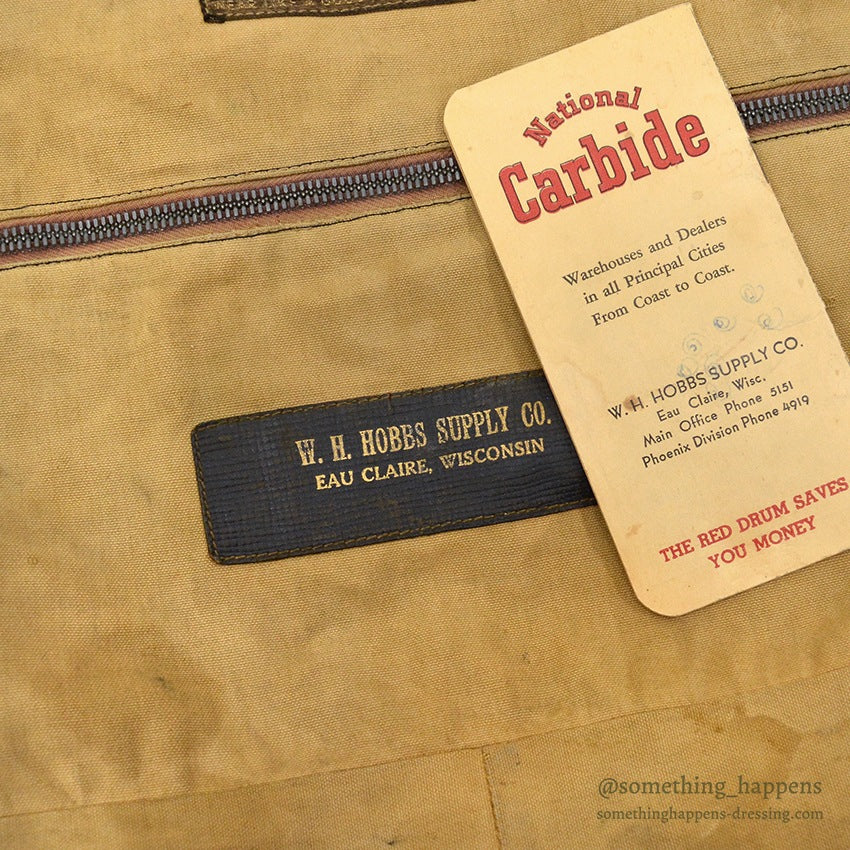 National
Carbide
Warehouses and Dealers
in all Principal Cities
From Coast to Coast.
W. H. HOBBS SUPPLY CO.
Eau Claire, Wisc.
Main Office Phone 5151
Phoenix Division Phone 4919
THE RED DRUM SAVES
YOU MONEY
W. H. HOBBS SUPPLY CO.
EAU CLAIRE, WISCONSIN
@something_happens
somethinghappens-dressing.com